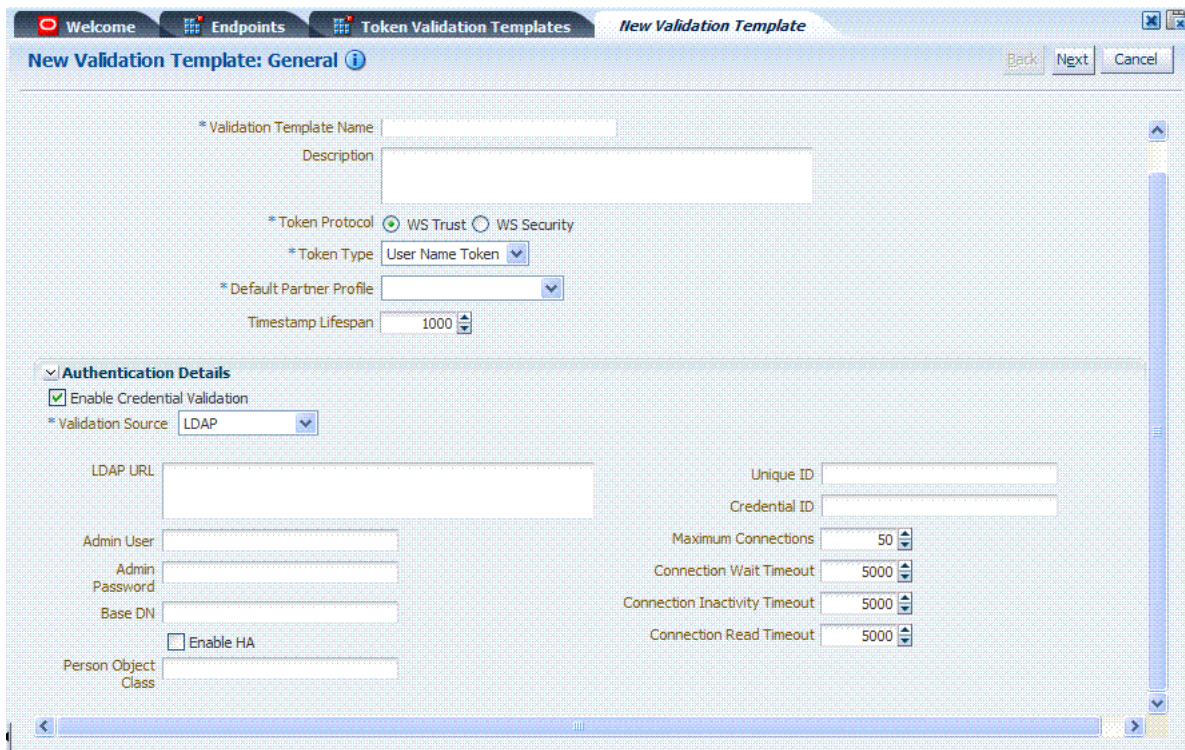 Welcome Endpoints Token Validation Templates New Validation Template
New Validation Template: General Back Next Cancel
* Validation Template Name
Description
* Token Protocol WS Trust WS Security
* Token Type User Name Token
* Default Partner Profile
Timestamp Lifespan 1000
Authentication Details
Enable Credential Validation
* Validation Source LDAP
LDAP URL
Admin User
Admin
Password
Base DN
Enable HA
Person Object
Class
Unique ID
Credential ID
Maximum Connections 50
Connection Wait Timeout 5000
Connection Inactivity Timeout 5000
Connection Read Timeout 5000